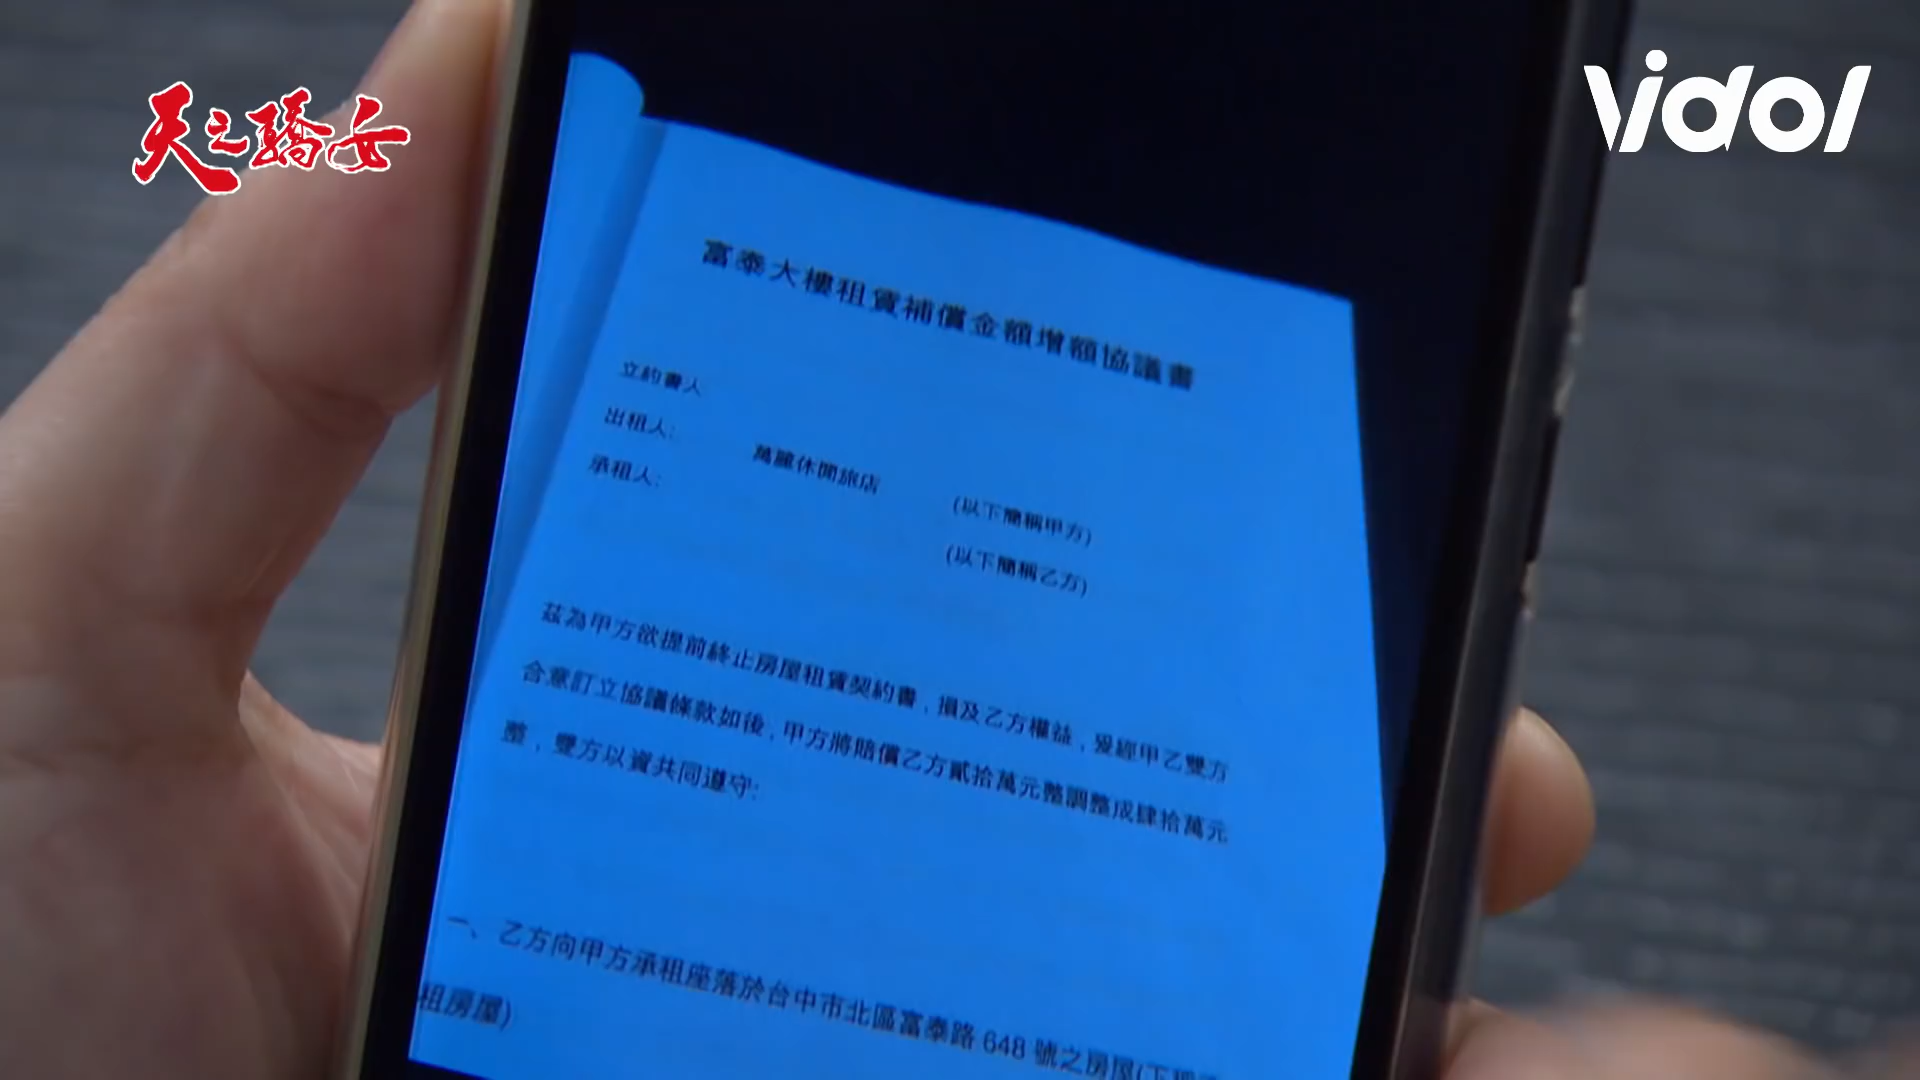 天之驕女
Vidol
富泰大樓租賃補償金額增額協議書
立約書人
出租人:
萬麗休閒旅店
(以下簡稱甲方)
承租人:
(以下簡稱乙方)
茲為甲方欲提前終止房屋租賃契約書,損及乙方權益,妥經甲乙雙方
合意訂立協議條款如後,甲方將賠償乙方貳拾萬元整調整成肆拾萬元
整,雙方以資共同遵守:
一、乙方向甲方承租座落於台中市北區富泰路 648 號之房屋(下稱
租房屋)